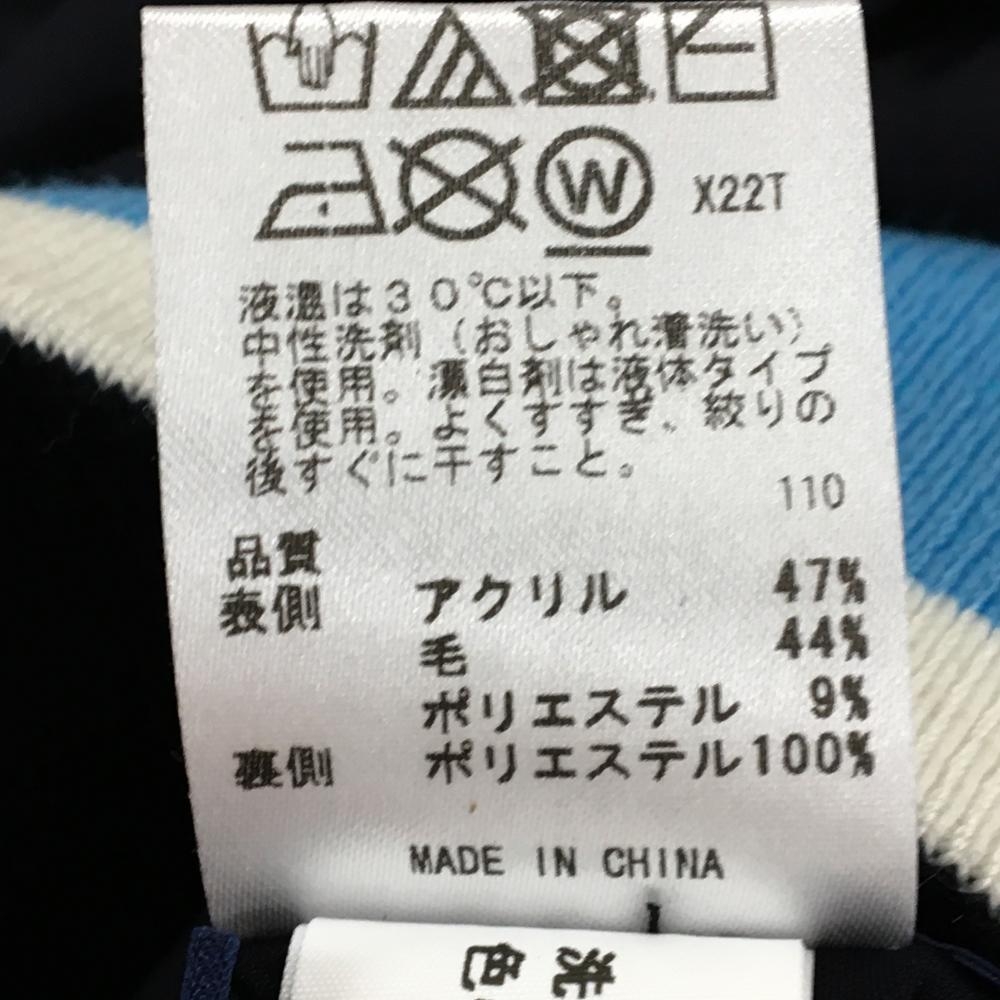 W X22T
液温は30℃以下。
中性洗剤(おしゃれ着洗い)
を使用。漂白剤は液体タイプ
を使用。よくすすぎ、絞りの
後すぐに干すこと。
110
品質
表側 アクリル 47%
毛 44%
ポリエステル 9%
裏側 ポリエステル100%
MADE IN CHINA
洗
色